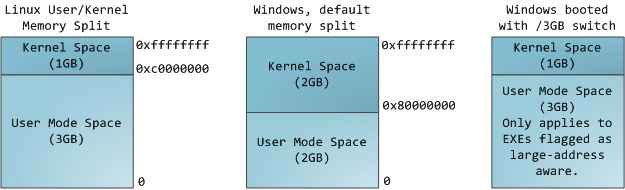 Linux User/Kernel
Memory Split
Kernel Space
(1GB)
User Mode Space
(3GB)
0xffffffff
0xc0000000
0
Windows, default
memory split
Kernel Space
(2GB)
User Mode Space
(2GB)
0xffffffff
0x80000000
0
Windows booted
with /3GB switch
Kernel Space
(1GB)
User Mode Space
(3GB)
Only applies to
EXEs flagged as
large-address
aware.